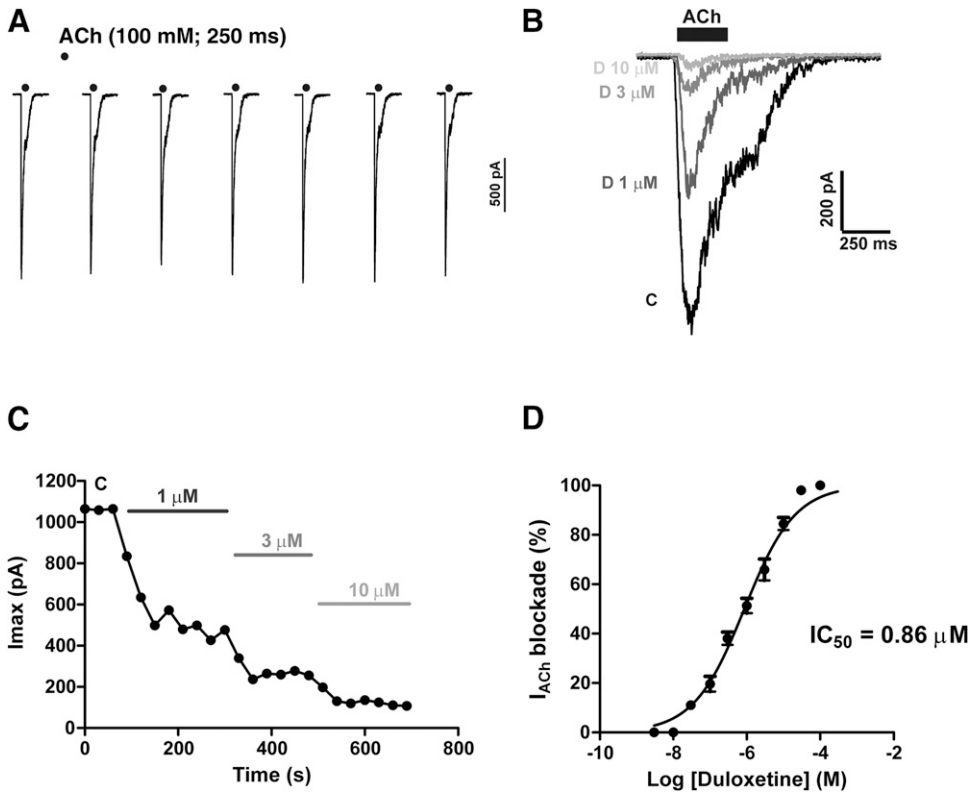 A
ACh (100 mM; 250 ms)
500 pA
B
ACh
D 10 μM
D 3 μM
D 1 μM
C
200 pA
250 ms
C
Imax (pA)
1200
1000
800
600
400
200
0
C
1 μM
3 μM
10 μM
0 200 400 600 800
Time (s)
D
IACh blockade (%)
100
80
60
40
20
0
IC50 = 0.86 μM
-10 -8 -6 -4 -2
Log [Duloxetine] (M)